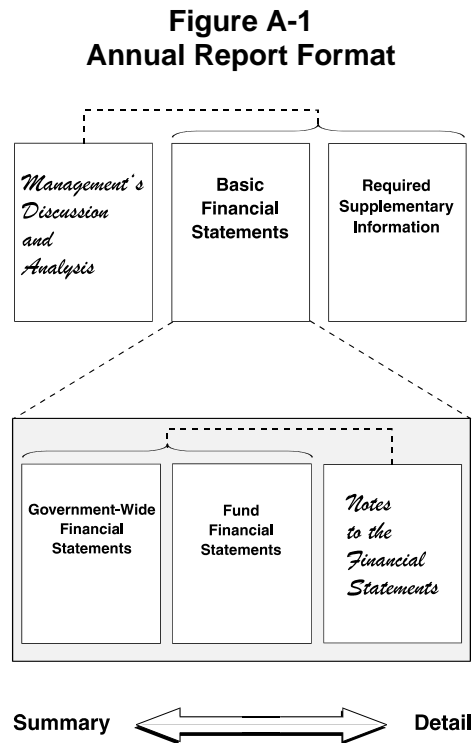 Figure A-1
Annual Report Format
Management's
Discussion
and
Analysis
Basic
Financial
Statements
Required
Supplementary
Information
Government-Wide
Financial
Statements
Fund
Financial
Statements
Notes
to the
Financial
Statements
Summary
Detail